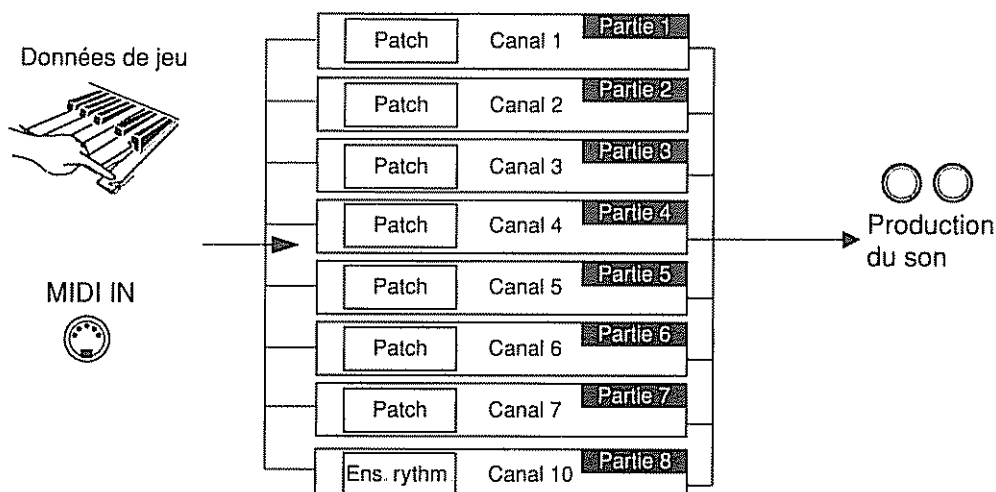 Données de jeu
MIDI IN
Patch Canal 1 Partie 1
Patch Canal 2 Partie 2
Patch Canal 3 Partie 3
Patch Canal 4 Partie 4
Patch Canal 5 Partie 5
Patch Canal 6 Partie 6
Patch Canal 7 Partie 7
Ens. rythm Canal 10 Partie 8
Production
du son